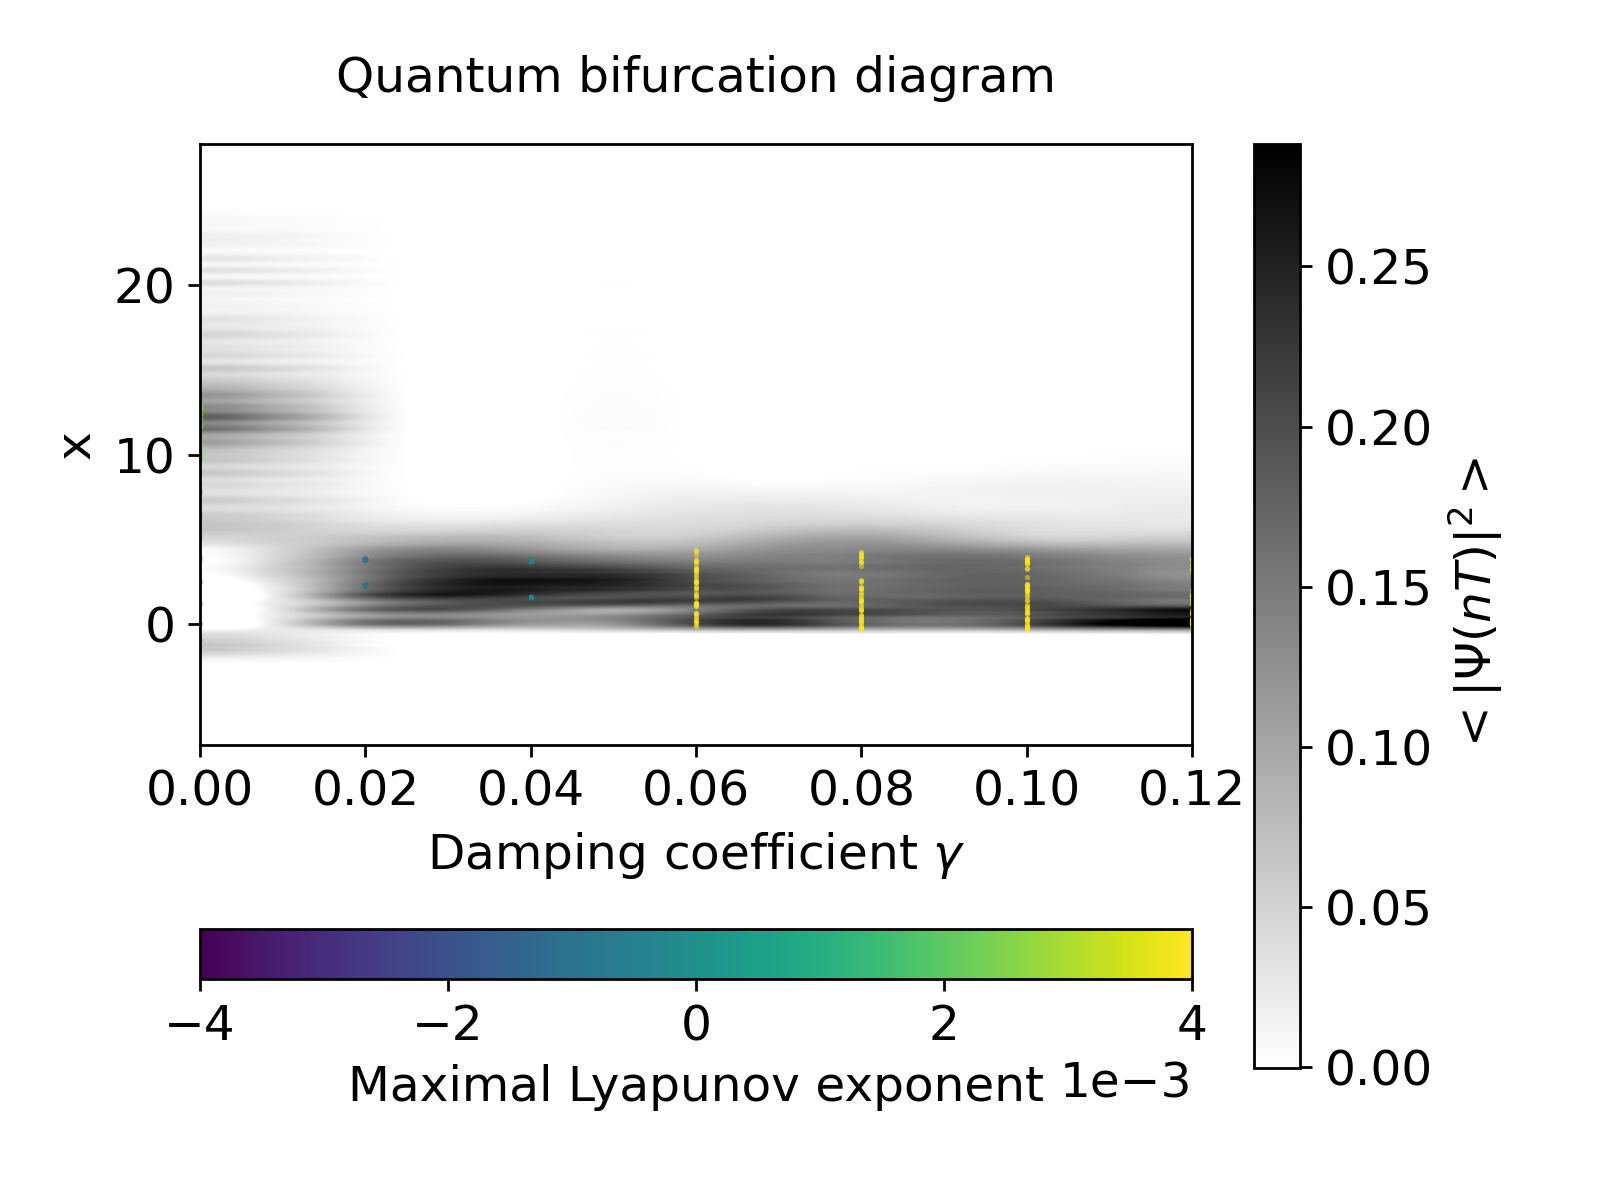 Quantum bifurcation diagram
x
20
10
0
0.00 0.02 0.04 0.06 0.08 0.10 0.12
Damping coefficient γ
−4 −2 0 2 4
Maximal Lyapunov exponent 1e−3
0.25
0.20
0.15
0.10
0.05
0.00
< |Ψ(nT)|² >